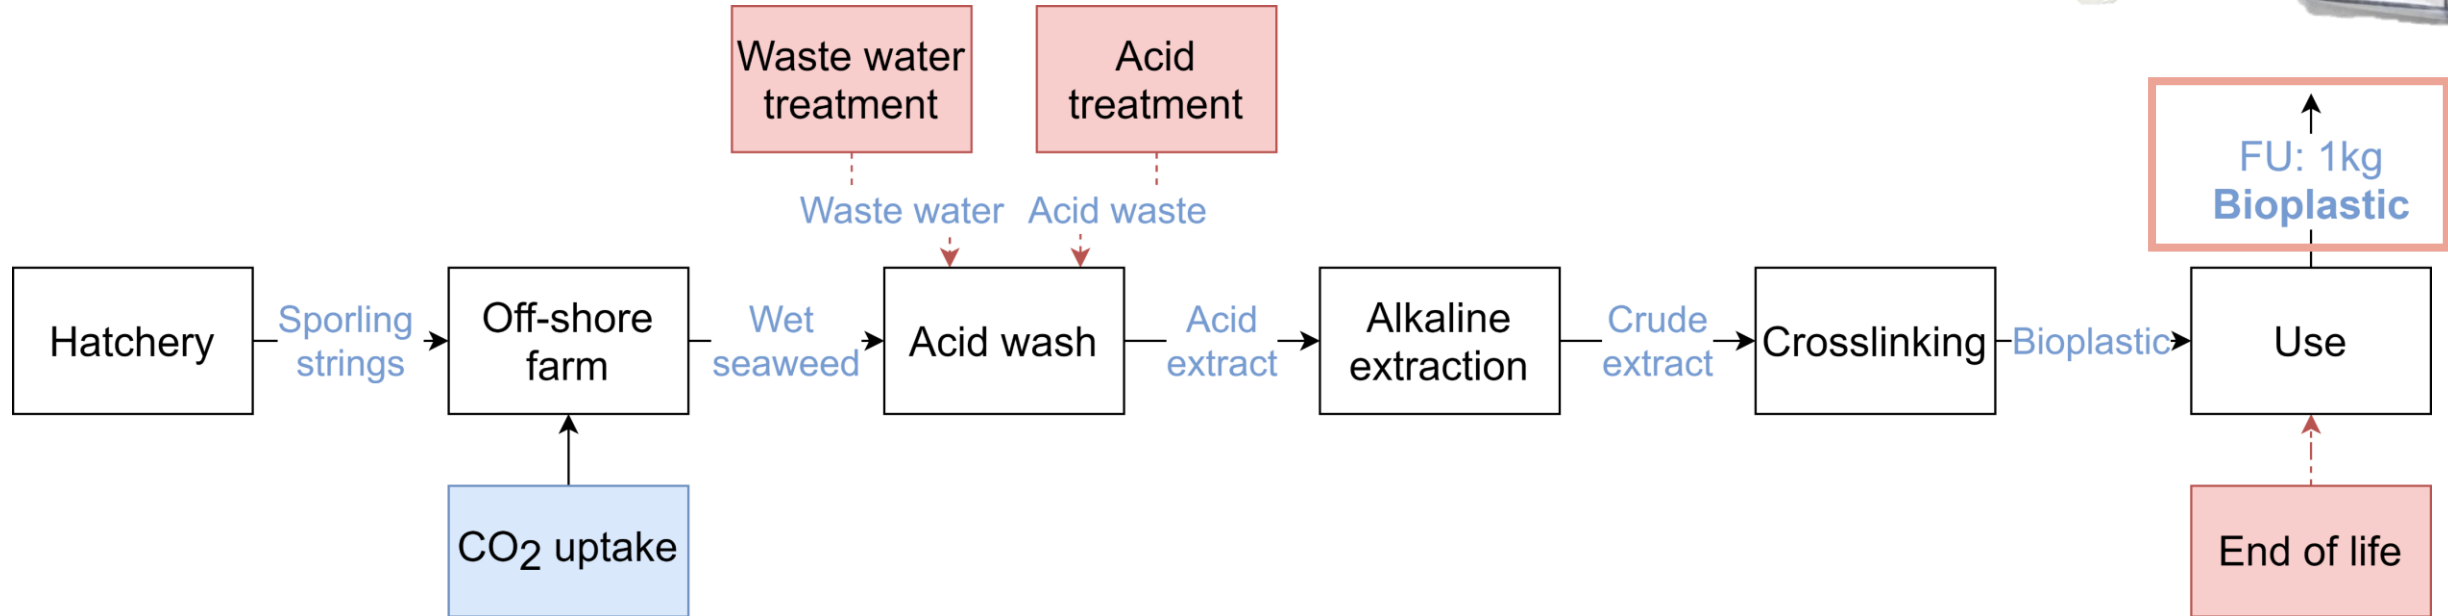 Waste water
treatment
Acid
treatment
FU: 1kg
Bioplastic
Waste water
Acid waste
Hatchery
Sporling
strings
Off-shore
farm
Wet
seaweed
Acid wash
Acid
extract
Alkaline
extraction
Crude
extract
Crosslinking
Bioplastic
Use
CO2 uptake
End of life